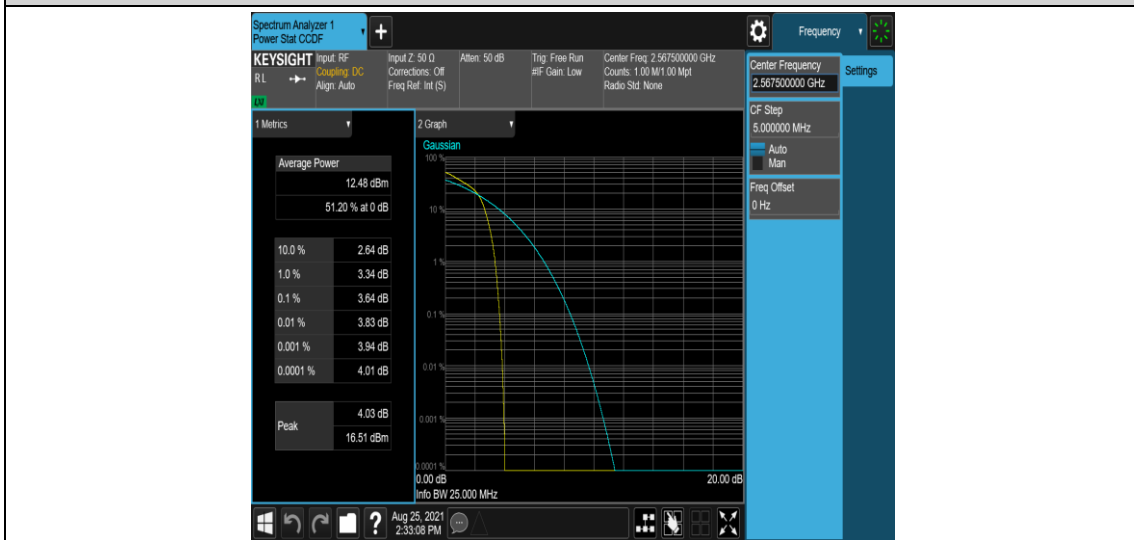 Spectrum Analyzer 1
Power Stat CCDF
+
Frequency
KEYSIGHT
RL
LXI
Input: RF
Coupling: DC
Align: Auto
Input Z: 50 Ω
Corrections: Off
Freq Ref: Int (S)
Atten: 50 dB
Trig: Free Run
#IF Gain: Low
Center Freq: 2.567500000 GHz
Counts: 1.00 M/1.00 Mpt
Radio Std: None
Center Frequency
2.567500000 GHz
Settings
CF Step
5.000000 MHz
Auto
Man
Freq Offset
0 Hz
1 Metrics
Average Power
12.48 dBm
51.20 % at 0 dB
10.0 % 2.64 dB
1.0 % 3.34 dB
0.1 % 3.64 dB
0.01 % 3.83 dB
0.001 % 3.94 dB
0.0001 % 4.01 dB
Peak
4.03 dB
16.51 dBm
2 Graph
Gaussian
100 %
10 %
1 %
0.1 %
0.01 %
0.001 %
0.0001 %
0.00 dB 20.00 dB
Info BW 25.000 MHz
?
Aug 25, 2021
2:33:08 PM